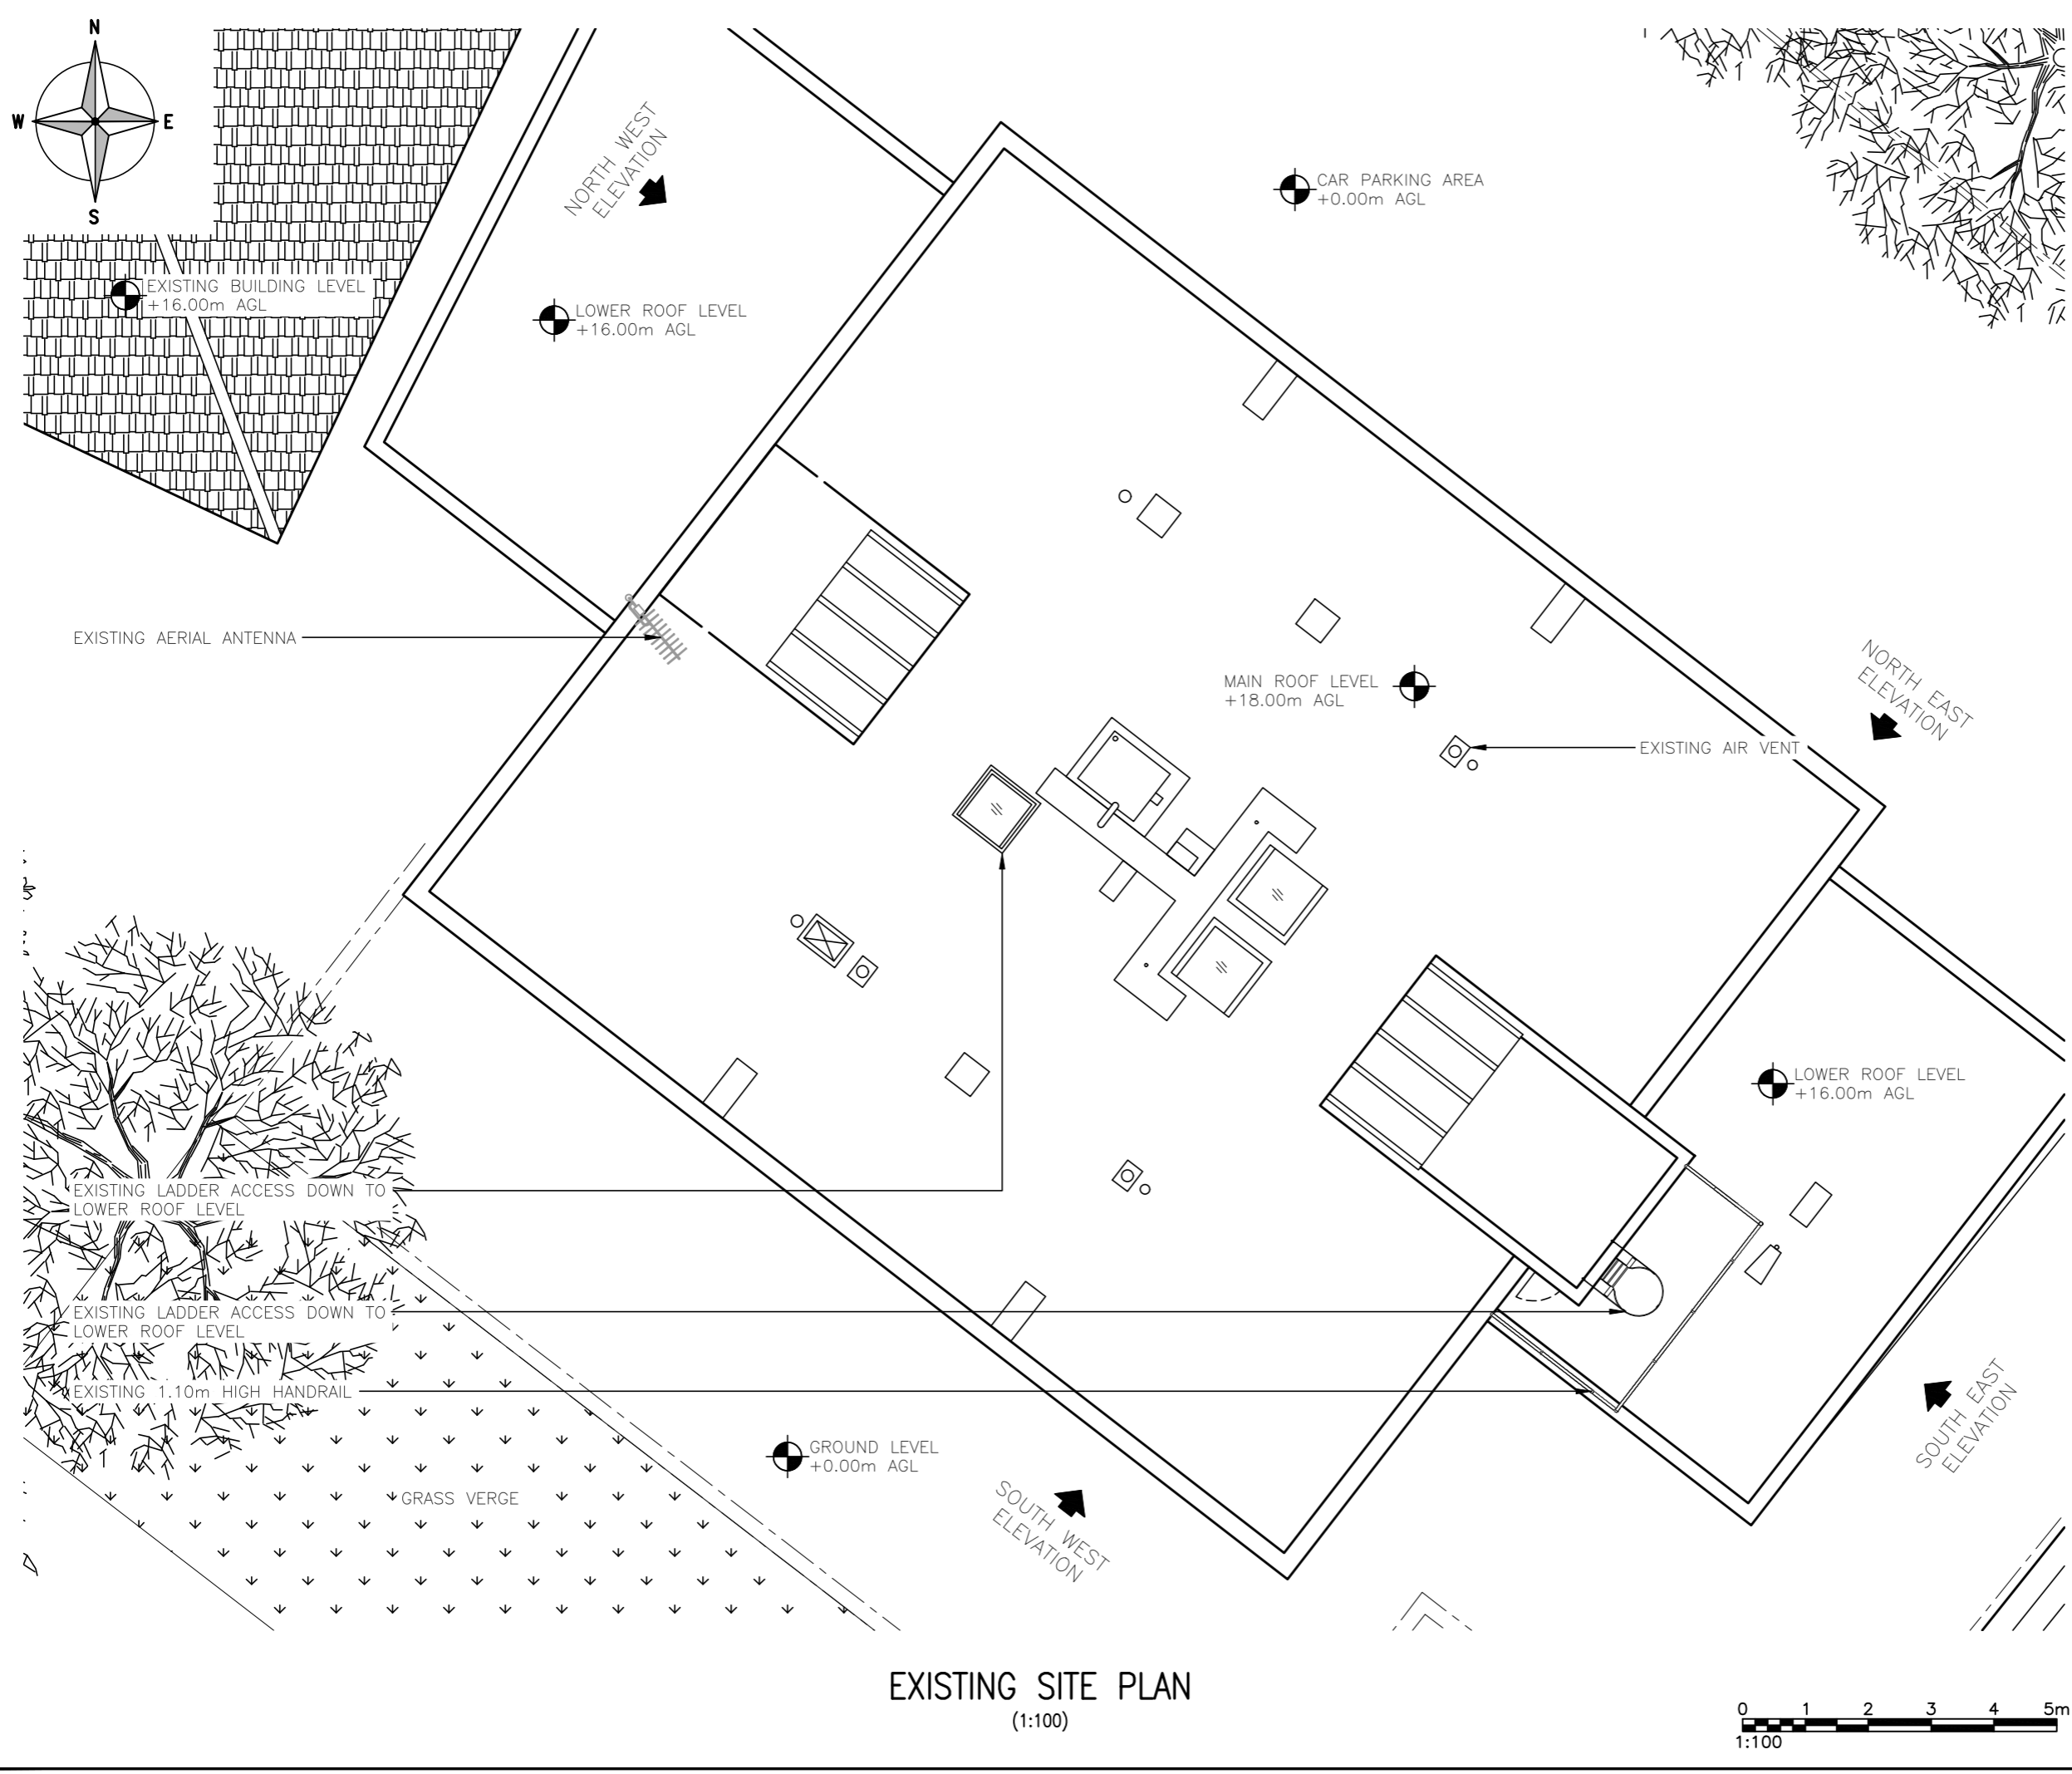 N
W E
S
NORTH WEST
ELEVATION
CAR PARKING AREA
+0.00m AGL
EXISTING BUILDING LEVEL
+16.00m AGL
LOWER ROOF LEVEL
+16.00m AGL
EXISTING AERIAL ANTENNA
MAIN ROOF LEVEL
+18.00m AGL
NORTH EAST
ELEVATION
EXISTING AIR VENT
LOWER ROOF LEVEL
+16.00m AGL
EXISTING LADDER ACCESS DOWN TO
LOWER ROOF LEVEL
EXISTING LADDER ACCESS DOWN TO
LOWER ROOF LEVEL
EXISTING 1.10m HIGH HANDRAIL
GROUND LEVEL
+0.00m AGL
GRASS VERGE
SOUTH WEST
ELEVATION
SOUTH EAST
ELEVATION
EXISTING SITE PLAN
(1:100)
0 1 2 3 4 5m
1:100